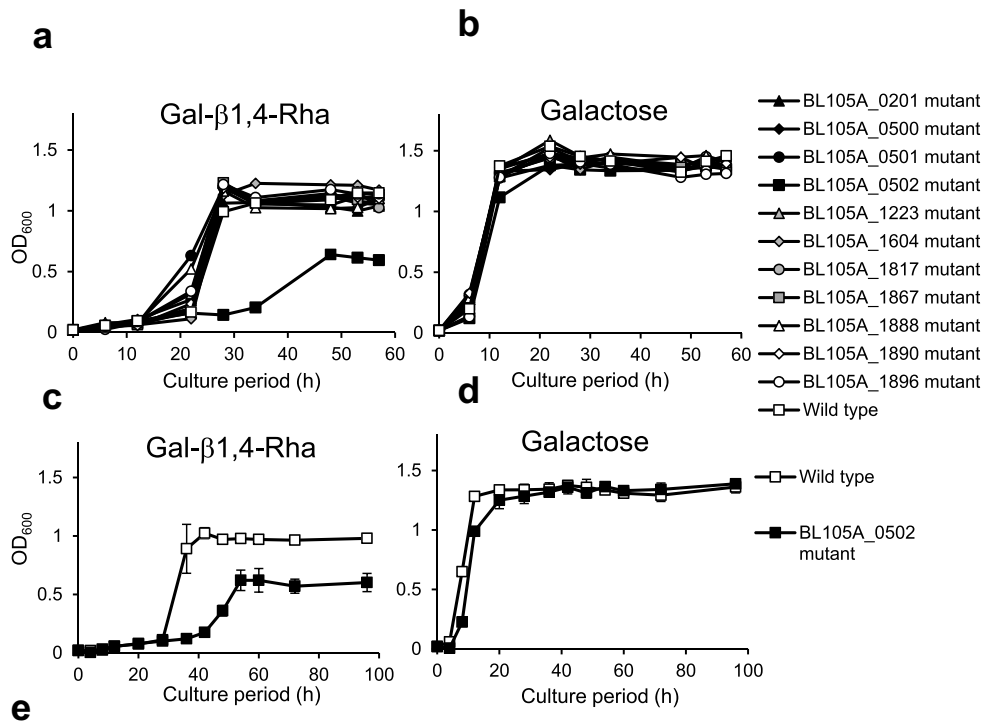 a
Gal-β1,4-Rha
OD600
1.5
1
0.5
0
0 10 20 30 40 50 60
Culture period (h)
b
Galactose
1.5
1
0.5
0
0 10 20 30 40 50 60
Culture period (h)
BL105A_0201 mutant
BL105A_0500 mutant
BL105A_0501 mutant
BL105A_0502 mutant
BL105A_1223 mutant
BL105A_1604 mutant
BL105A_1817 mutant
BL105A_1867 mutant
BL105A_1888 mutant
BL105A_1890 mutant
BL105A_1896 mutant
Wild type
c
Gal-β1,4-Rha
OD600
1.5
1
0.5
0
0 20 40 60 80 100
Culture period (h)
d
Galactose
1.5
1
0.5
0
0 20 40 60 80 100
Culture period (h)
Wild type
BL105A_0502
mutant
e